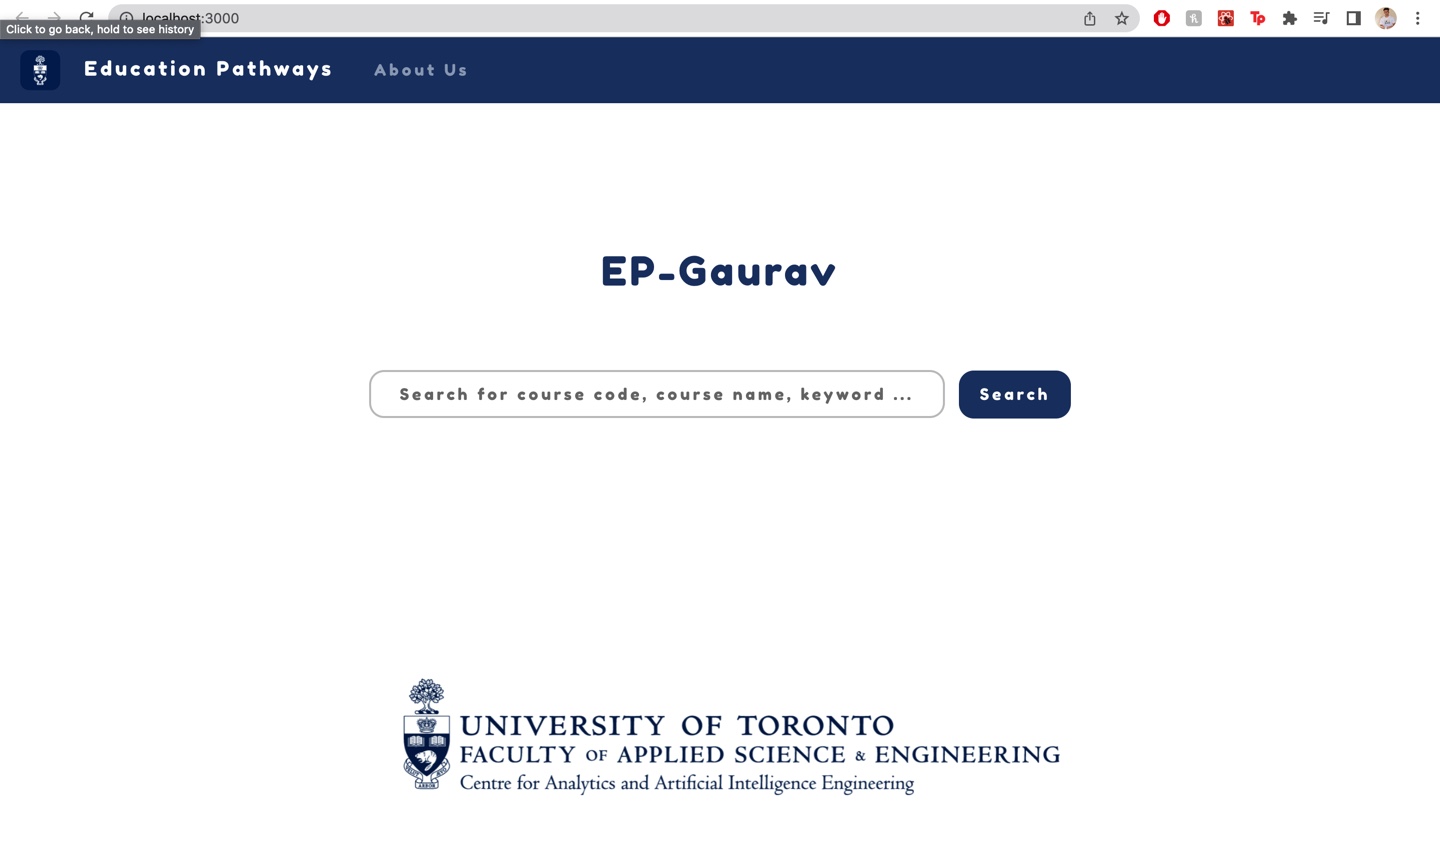 localhost:3000
Click to go back, hold to see history
Education Pathways
About Us
EP-Gaurav
Search for course code, course name, keyword ...
Search
UNIVERSITY OF TORONTO
FACULTY OF APPLIED SCIENCE & ENGINEERING
Centre for Analytics and Artificial Intelligence Engineering